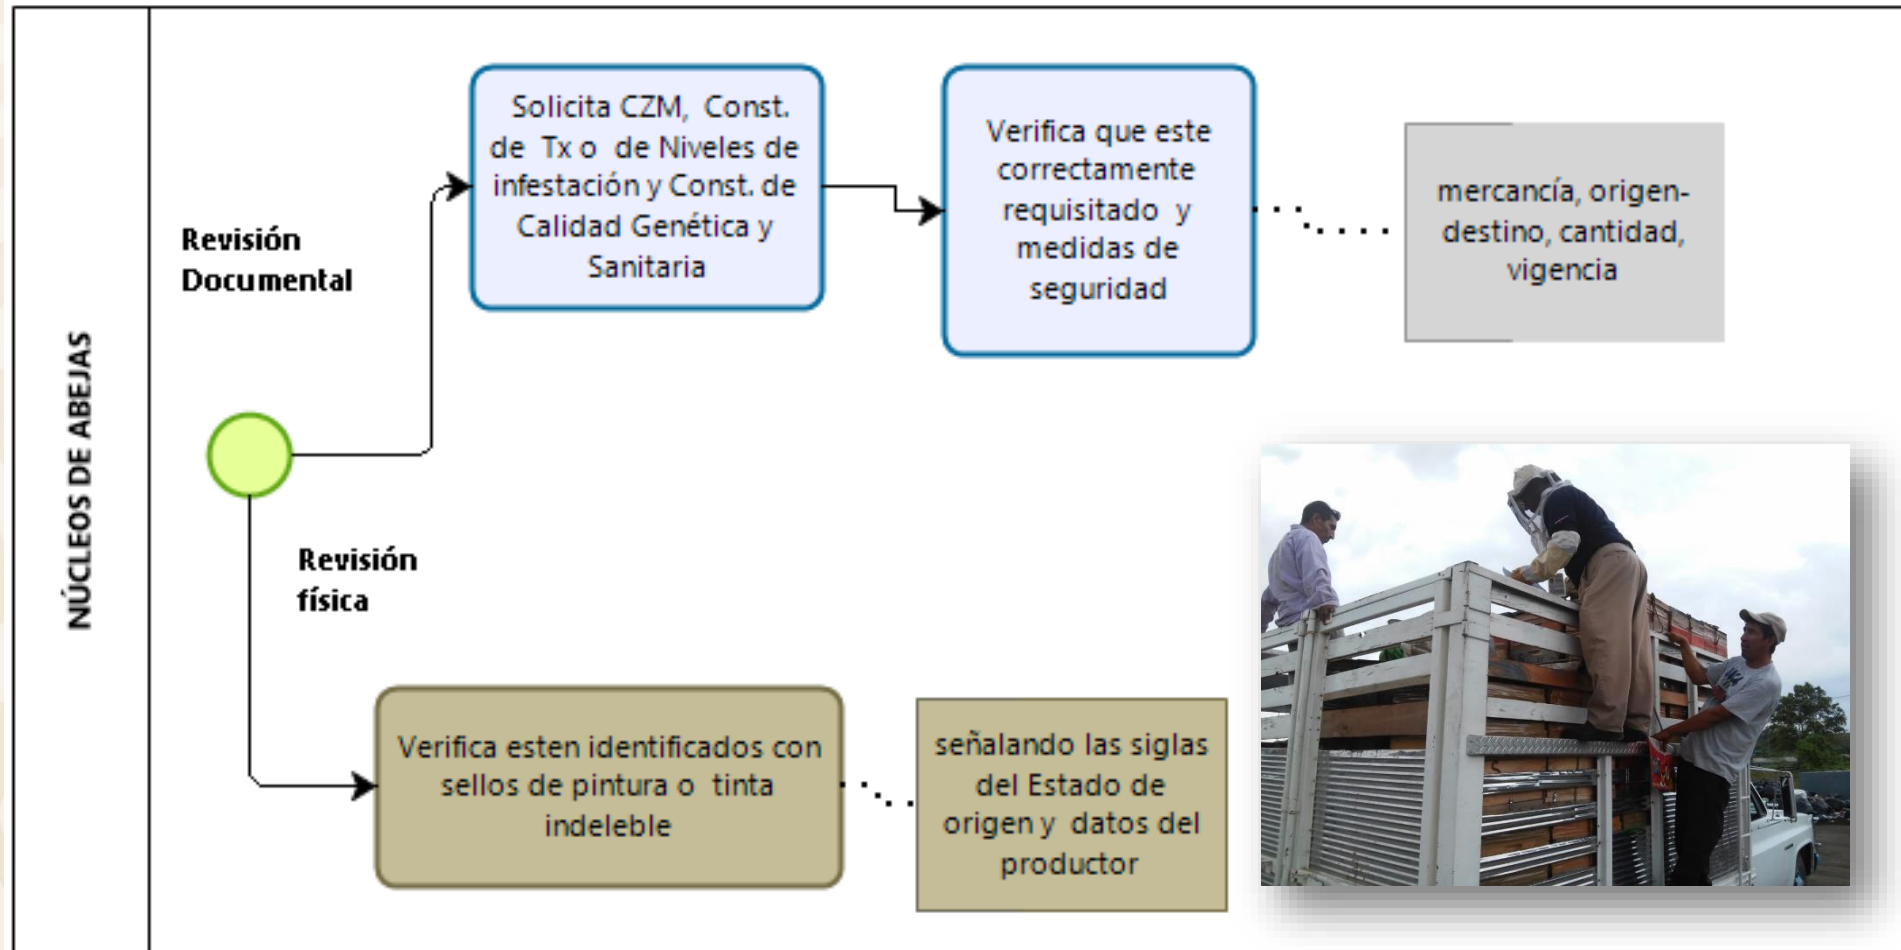 NÚCLEOS DE ABEJAS
Revisión
Documental
Solicita CZM, Const.
de Tx o de Niveles de
infestación y Const. de
Calidad Genética y
Sanitaria
Verifica que este
correctamente
requisitado y
medidas de
seguridad
mercancía, origen-
destino, cantidad,
vigencia
Revisión
física
Verifica esten identificados con
sellos de pintura o tinta
indeleble
señalando las siglas
del Estado de
origen y datos del
productor